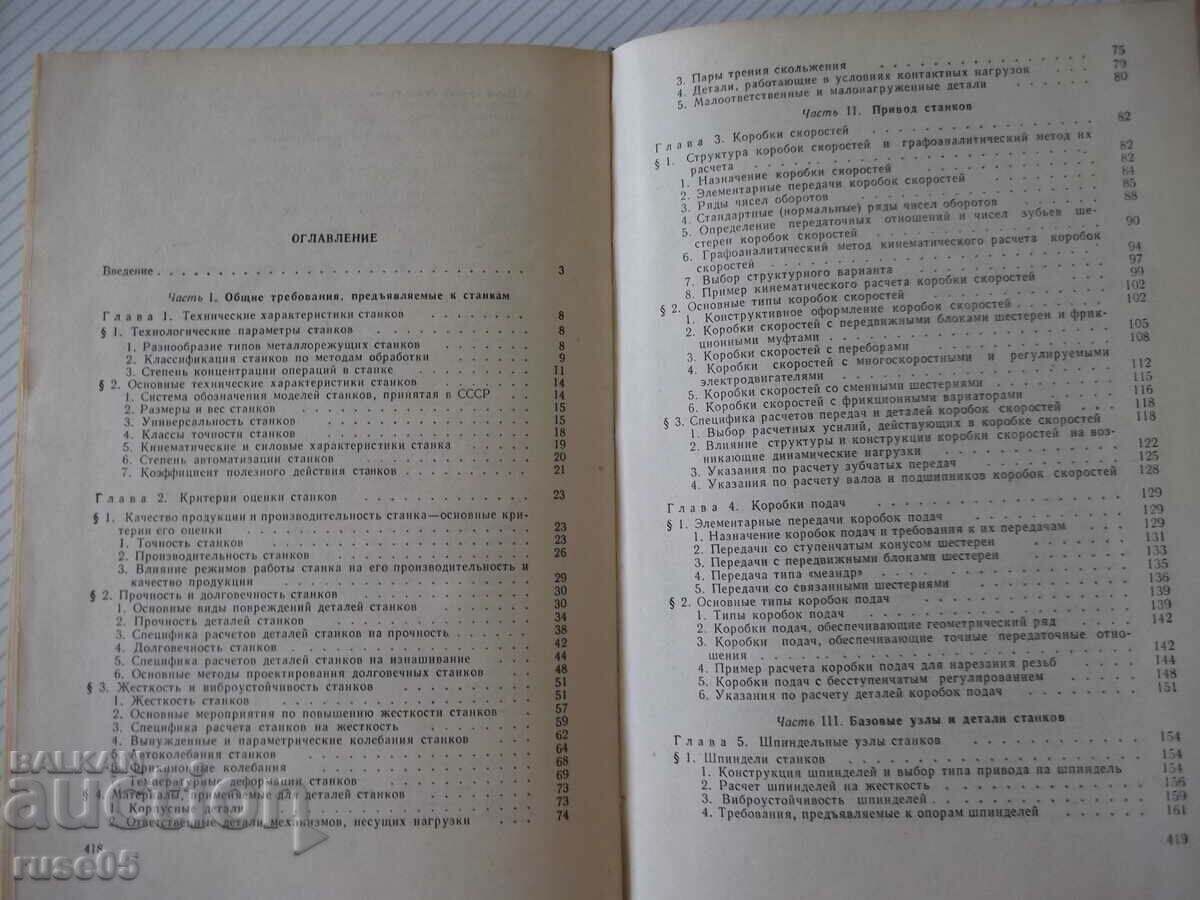 ОГЛАВЛЕНИЕ
Введение . . . 3
Часть I. Общие требования, предъявляемые к станкам
Глава 1. Технические характеристики станков . . . 8
§ 1. Технологические параметры станков . . . 8
1. Разнообразие типов металлорежущих станков . . . 8
2. Классификация станков по методам обработки . . . 9
3. Степень концентрации операций в станке . . . 11
§ 2. Основные технические характеристики станков . . . 14
1. Система обозначения моделей станков, принятая в СССР . . 14
2. Размеры и вес станков . . . 15
3. Универсальность станков . . . 15
4. Классы точности станков . . . 18
5. Кинематические и силовые характеристики станка . . . 19
6. Степень автоматизации станков . . . 20
7. Коэффициент полезного действия станков . . . 21
Глава 2. Критерии оценки станков . . . 23
§ 1. Качество продукции и производительность станка—основные кри-
терии его оценки . . . 23
1. Точность станков . . . 23
2. Производительность станков . . . 26
3. Влияние режимов работы станка на его производительность и
качество продукции . . . 29
§ 2. Прочность и долговечность станков . . . 30
1. Основные виды повреждений деталей станков . . . 30
2. Прочность деталей станков . . . 34
3. Специфика расчетов деталей станков на прочность . . . 38
4. Долговечность станков . . . 42
5. Специфика расчетов деталей станков на изнашивание . . . 44
6. Основные методы проектирования долговечных станков . . . 48
§ 3. Жесткость и виброустойчивость станков . . . 51
1. Жесткость станков . . . 51
2. Основные мероприятия по повышению жесткости станков . . . 57
3. Специфика расчета станков на жесткость . . . 59
4. Вынужденные и параметрические колебания станков . . . 62
5. Автоколебания станков . . . 64
6. Фрикционные колебания . . . 68
7. Температурные деформации станков . . . 69
§ 4. Материалы, применяемые для деталей станков . . . 73
1. Корпусные детали . . . 73
2. Ответственные детали механизмов, несущих нагрузки . . . 74
418
3. Пары трения скольжения . . . 75
4. Детали, работающие в условиях контактных нагрузок . . . 79
5. Малоответственные и малонагруженные детали . . . 80
Часть II. Привод станков
Глава 3. Коробки скоростей . . . 82
§ 1. Структура коробок скоростей и графоаналитический метод их
расчета . . . 82
1. Назначение коробки скоростей . . . 82
2. Элементарные передачи коробок скоростей . . . 84
3. Ряды чисел оборотов . . . 85
4. Стандартные (нормальные) ряды чисел оборотов . . . 88
5. Определение передаточных отношений и чисел зубьев ше-
стерен коробок скоростей . . . 90
6. Графоаналитический метод кинематического расчета коробок
скоростей . . . 94
7. Выбор структурного варианта . . . 97
8. Пример кинематического расчета коробки скоростей . . . 99
§ 2. Основные типы коробок скоростей . . . 102
1. Конструктивное оформление коробок скоростей . . . 102
2. Коробки скоростей с передвижными блоками шестерен и фрик-
ционными муфтами . . . 105
3. Коробки скоростей с переборами . . . 108
4. Коробки скоростей с многоскоростными и регулируемыми
электродвигателями . . . 112
5. Коробки скоростей со сменными шестернями . . . 115
6. Коробки скоростей с фрикционными вариаторами . . . 116
§ 3. Специфика расчетов передач и деталей коробок скоростей . . . 118
1. Выбор расчетных усилий, действующих в коробке скоростей . 118
2. Влияние структуры и конструкции коробки скоростей на воз-
никающие динамические нагрузки . . . 122
3. Указания по расчету зубчатых передач . . . 125
4. Указания по расчету валов и подшипников коробок скоростей 128
Глава 4. Коробки подач . . . 129
§ 1. Элементарные передачи коробок подач . . . 129
1. Назначение коробок подач и требования к их передачам . . . 129
2. Передачи со ступенчатым конусом шестерен . . . 131
3. Передачи с передвижными блоками шестерен . . . 133
4. Передача типа «меандр» . . . 135
5. Передачи со связанными шестернями . . . 136
§ 2. Основные типы коробок подач . . . 139
1. Типы коробок подач . . . 139
2. Коробки подач, обеспечивающие геометрический ряд . . . 142
3. Коробки подач, обеспечивающие точные передаточные отно-
шения . . . 142
4. Пример расчета коробки подач для нарезания резьб . . . 144
5. Коробки подач с бесступенчатым регулированием . . . 148
6. Указания по расчету деталей коробок подач . . . 151
Часть III. Базовые узлы и детали станков
Глава 5. Шпиндельные узлы станков . . . 154
§ 1. Шпиндели станков . . . 154
1. Конструкция шпинделей и выбор типа привода на шпиндель 154
2. Расчет шпинделей на жесткость . . . 156
3. Виброустойчивость шпинделей . . . 159
4. Требования, предъявляемые к опорам шпинделей . . . 161
419
BALKAN
auction
ruse05